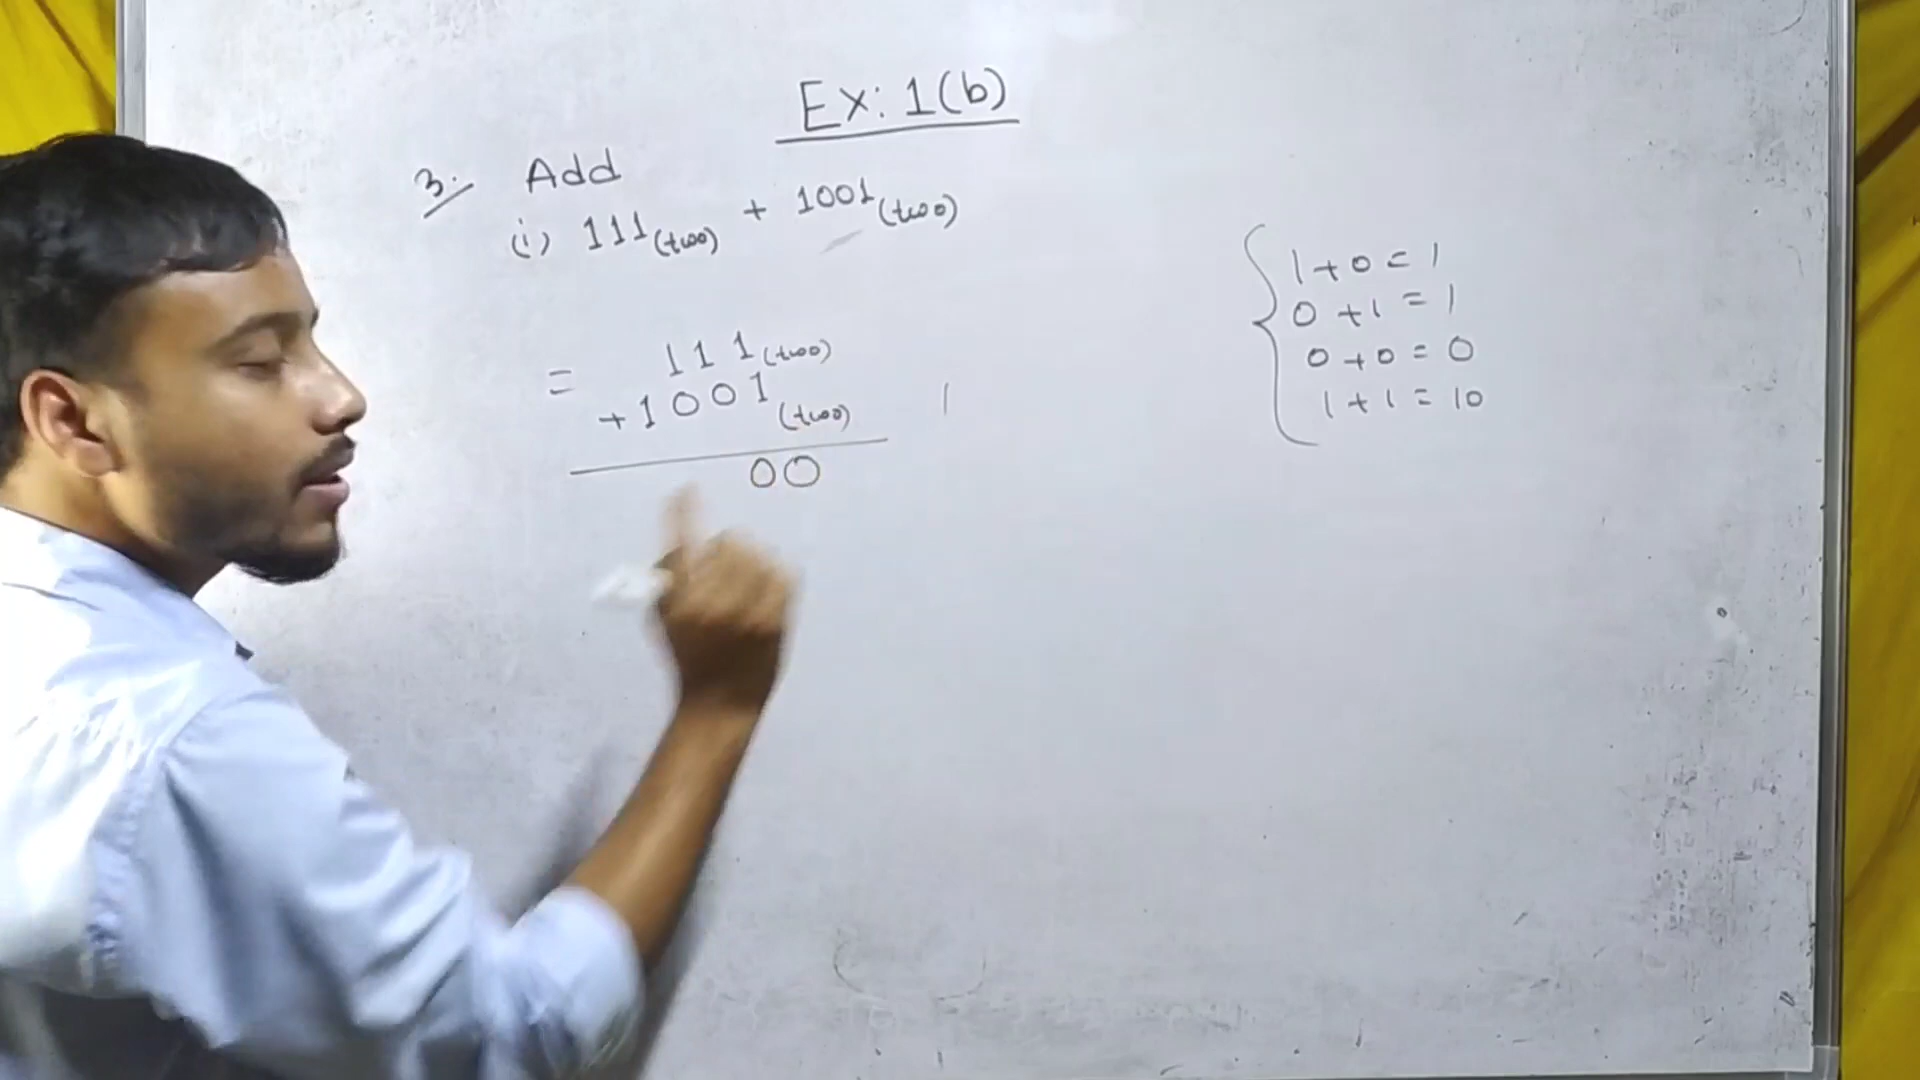 Ex: 1(b)
3. Add
(i) 111(two) + 1001(two)
= 111(two)
+1001(two)
00
1
1+0=1
0+1=1
0+0=0
1+1=10